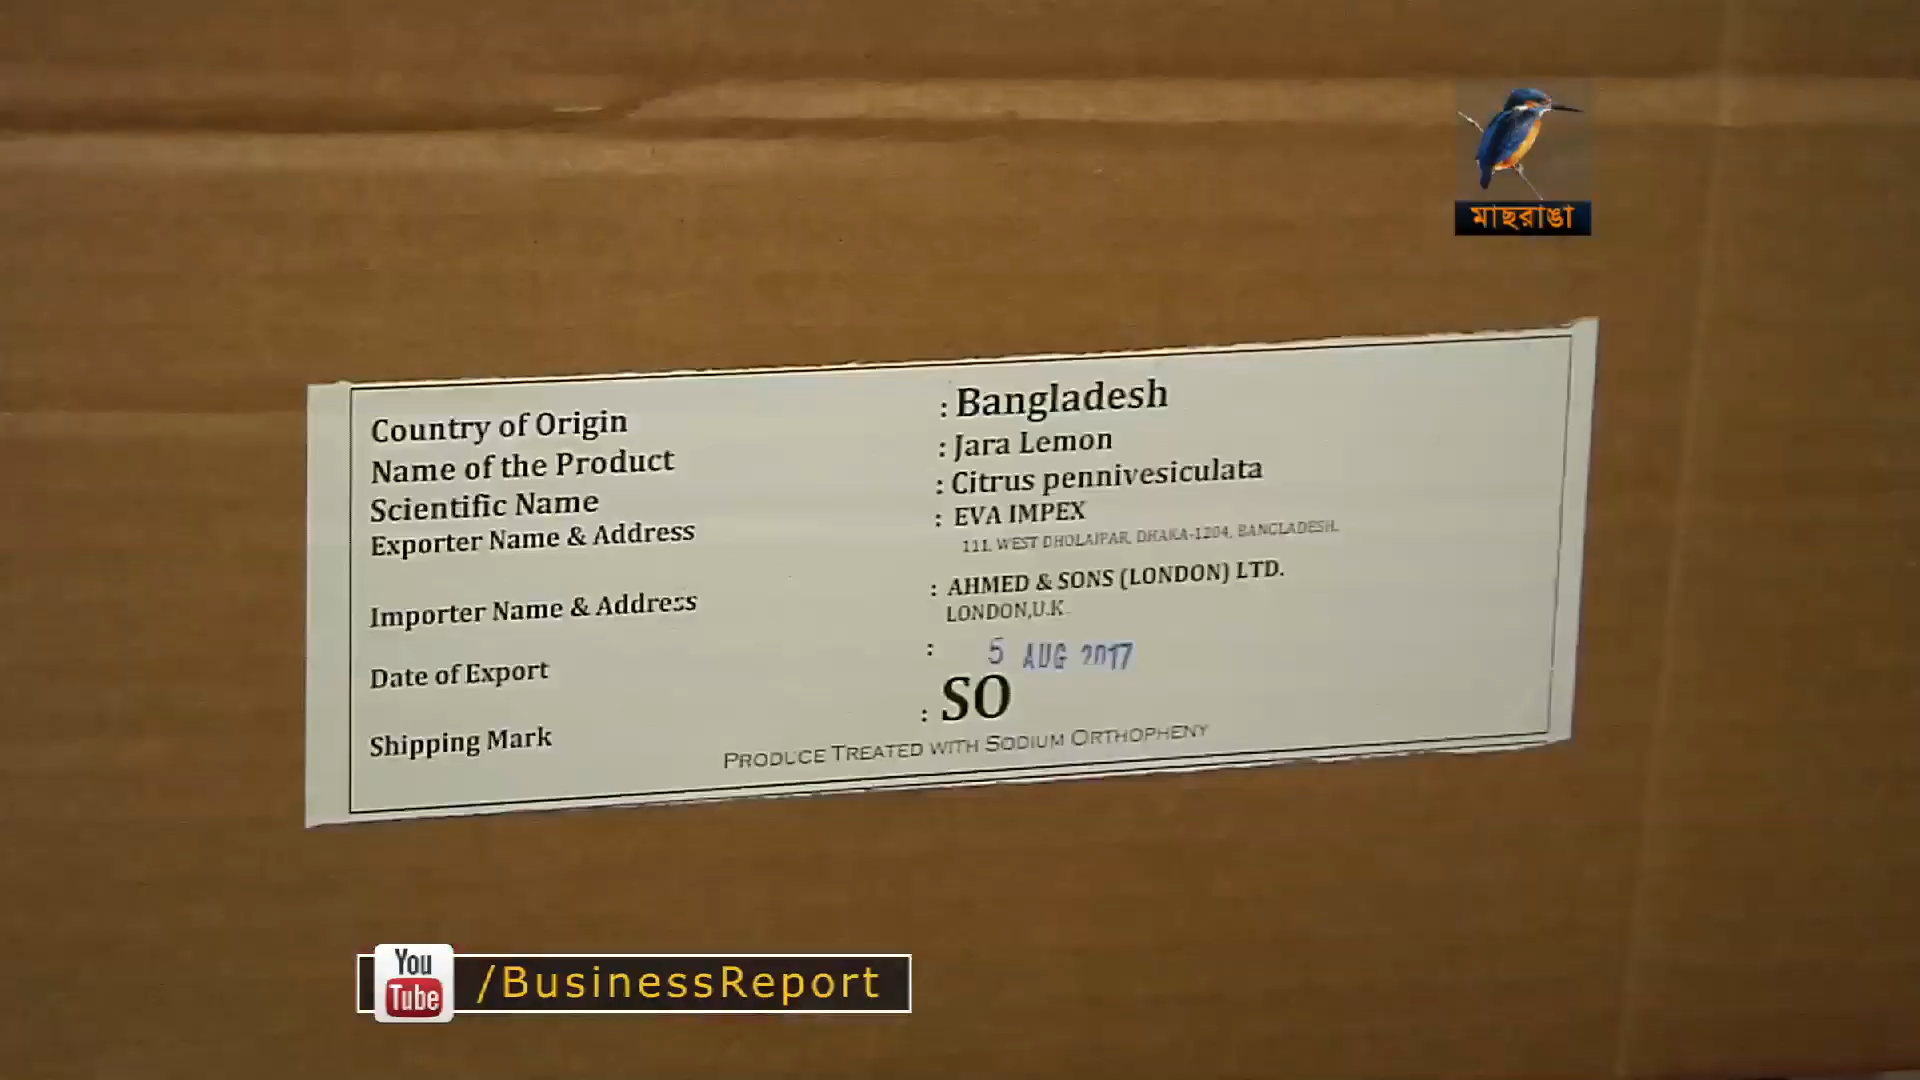 মাছরাঙা
Country of Origin : Bangladesh
Name of the Product : Jara Lemon
Scientific Name : Citrus pennivesiculata
Exporter Name & Address : EVA IMPEX
111, WEST DHOLAIPAR, DHAKA-1204, BANGLADESH.
Importer Name & Address : AHMED & SONS (LONDON) LTD.
LONDON,U.K
Date of Export : 5 AUG 2017
Shipping Mark : SO
PRODUCE TREATED WITH SODIUM ORTHOPHENY
You
Tube /BusinessReport